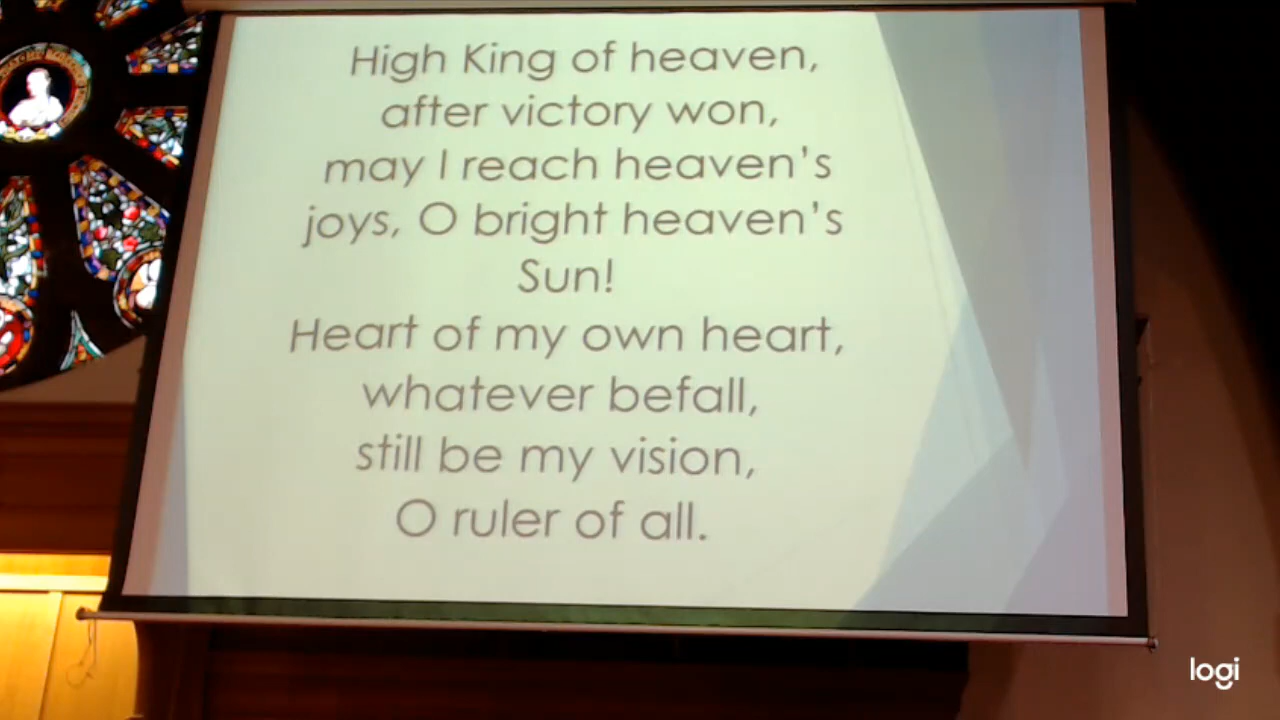 High King of heaven,
after victory won,
may I reach heaven's
joys, O bright heaven's
Sun!
Heart of my own heart,
whatever befall,
still be my vision,
O ruler of all.
logi